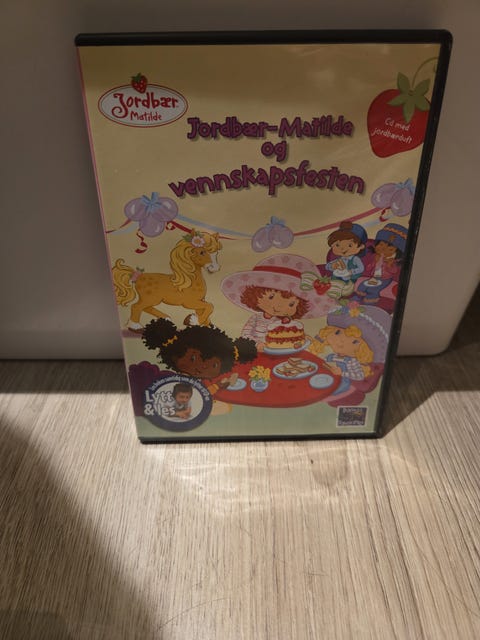 Jordbær
Matilde
Jordbær-Matilde
og
vennskapsfesten
Cd med
jordbærduft
Lytt
& les